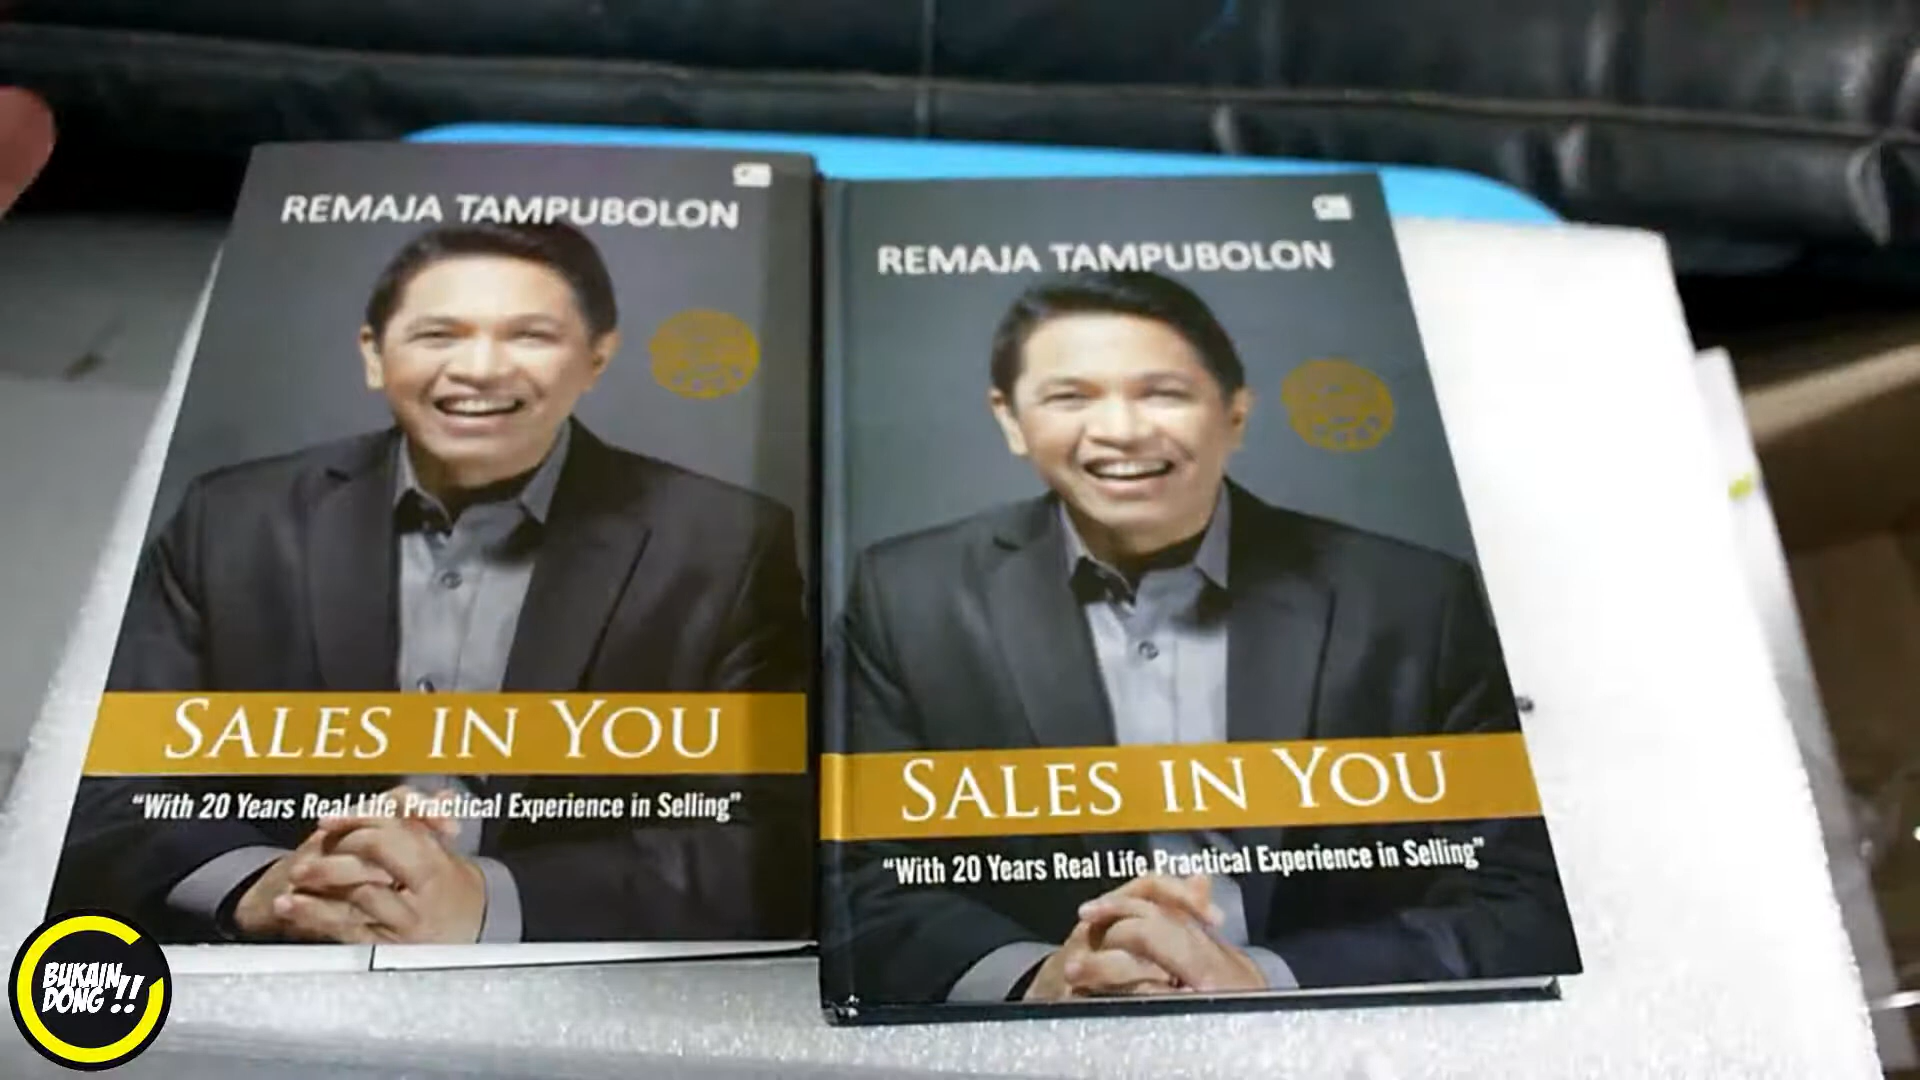 REMAJA TAMPUBOLON
SALES IN YOU
“With 20 Years Real Life Practical Experience in Selling”
REMAJA TAMPUBOLON
SALES IN YOU
“With 20 Years Real Life Practical Experience in Selling”
BUKAIN
DONG!!